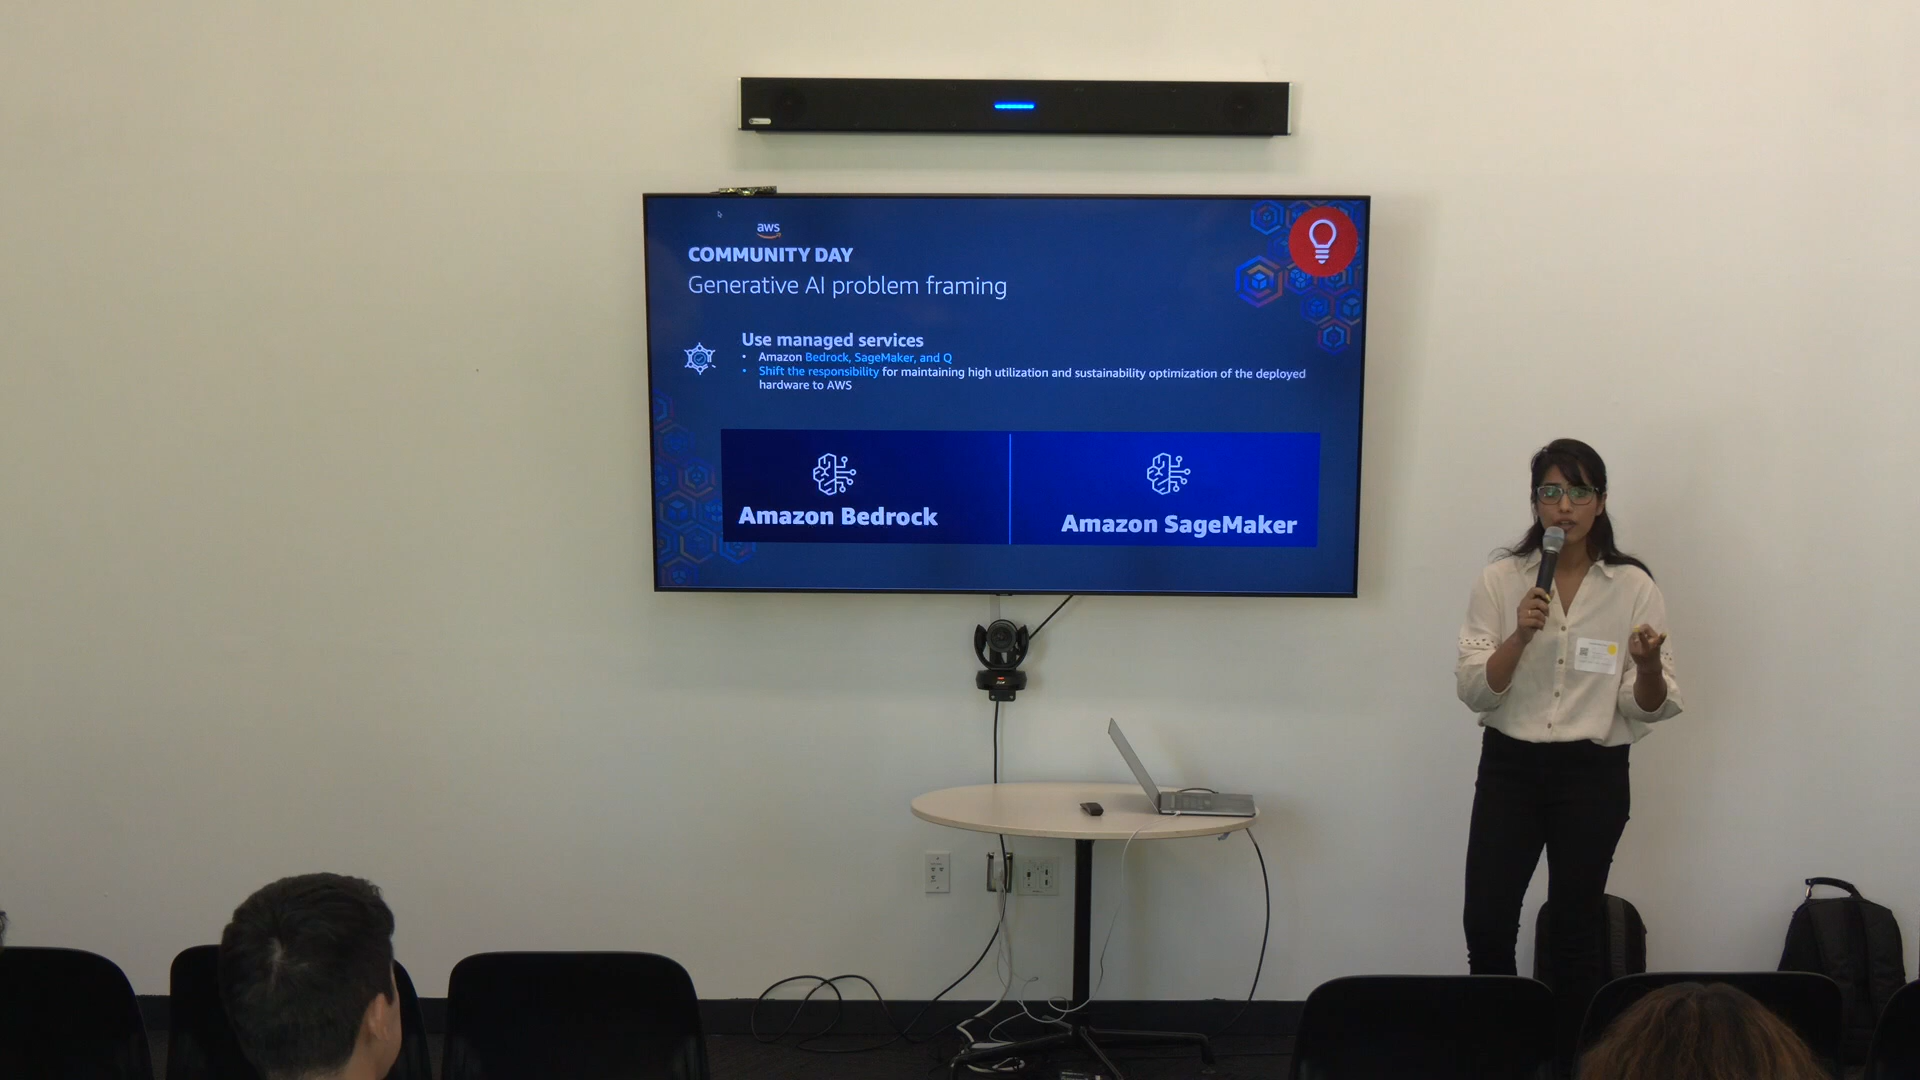 aws
COMMUNITY DAY
Generative AI problem framing
Use managed services
• Amazon Bedrock, SageMaker, and Q
• Shift the responsibility for maintaining high utilization and sustainability optimization of the deployed
hardware to AWS
Amazon Bedrock
Amazon SageMaker